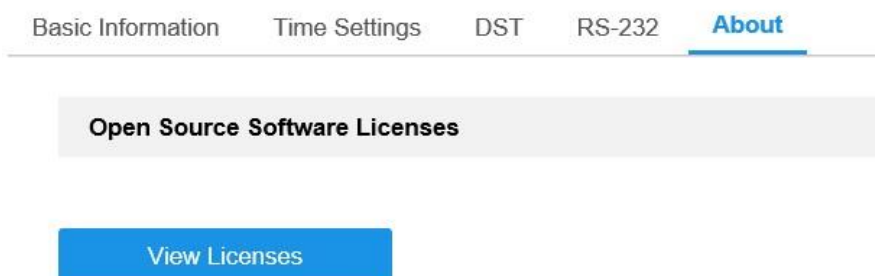 Basic Information Time Settings DST RS-232 About
Open Source Software Licenses
View Licenses